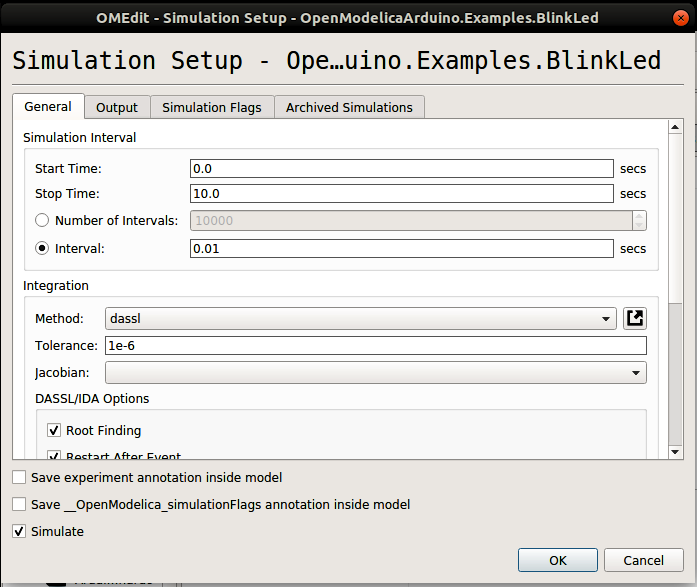 OMEdit - Simulation Setup - OpenModelicaArduino.Examples.BlinkLed
Simulation Setup - Ope…uino.Examples.BlinkLed
General Output Simulation Flags Archived Simulations
Simulation Interval
Start Time: 0.0 secs
Stop Time: 10.0 secs
Number of Intervals: 10000
Interval: 0.01 secs
Integration
Method: dassl
Tolerance: 1e-6
Jacobian:
DASSL/IDA Options
Root Finding
Restart After Event
Save experiment annotation inside model
Save __OpenModelica_simulationFlags annotation inside model
Simulate
OK Cancel